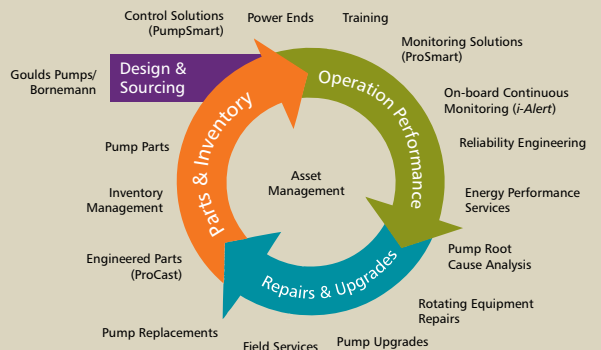 Control Solutions
(PumpSmart)
Power Ends
Training
Monitoring Solutions
(ProSmart)
Goulds Pumps/
Bornemann
Design &
Sourcing
Operation Performance
On-board Continuous
Monitoring (i-Alert)
Reliability Engineering
Pump Parts
Parts & Inventory
Asset
Management
Inventory
Management
Energy Performance
Services
Engineered Parts
(ProCast)
Pump Root
Cause Analysis
Repairs & Upgrades
Rotating Equipment
Repairs
Pump Replacements
Field Services
Pump Upgrades